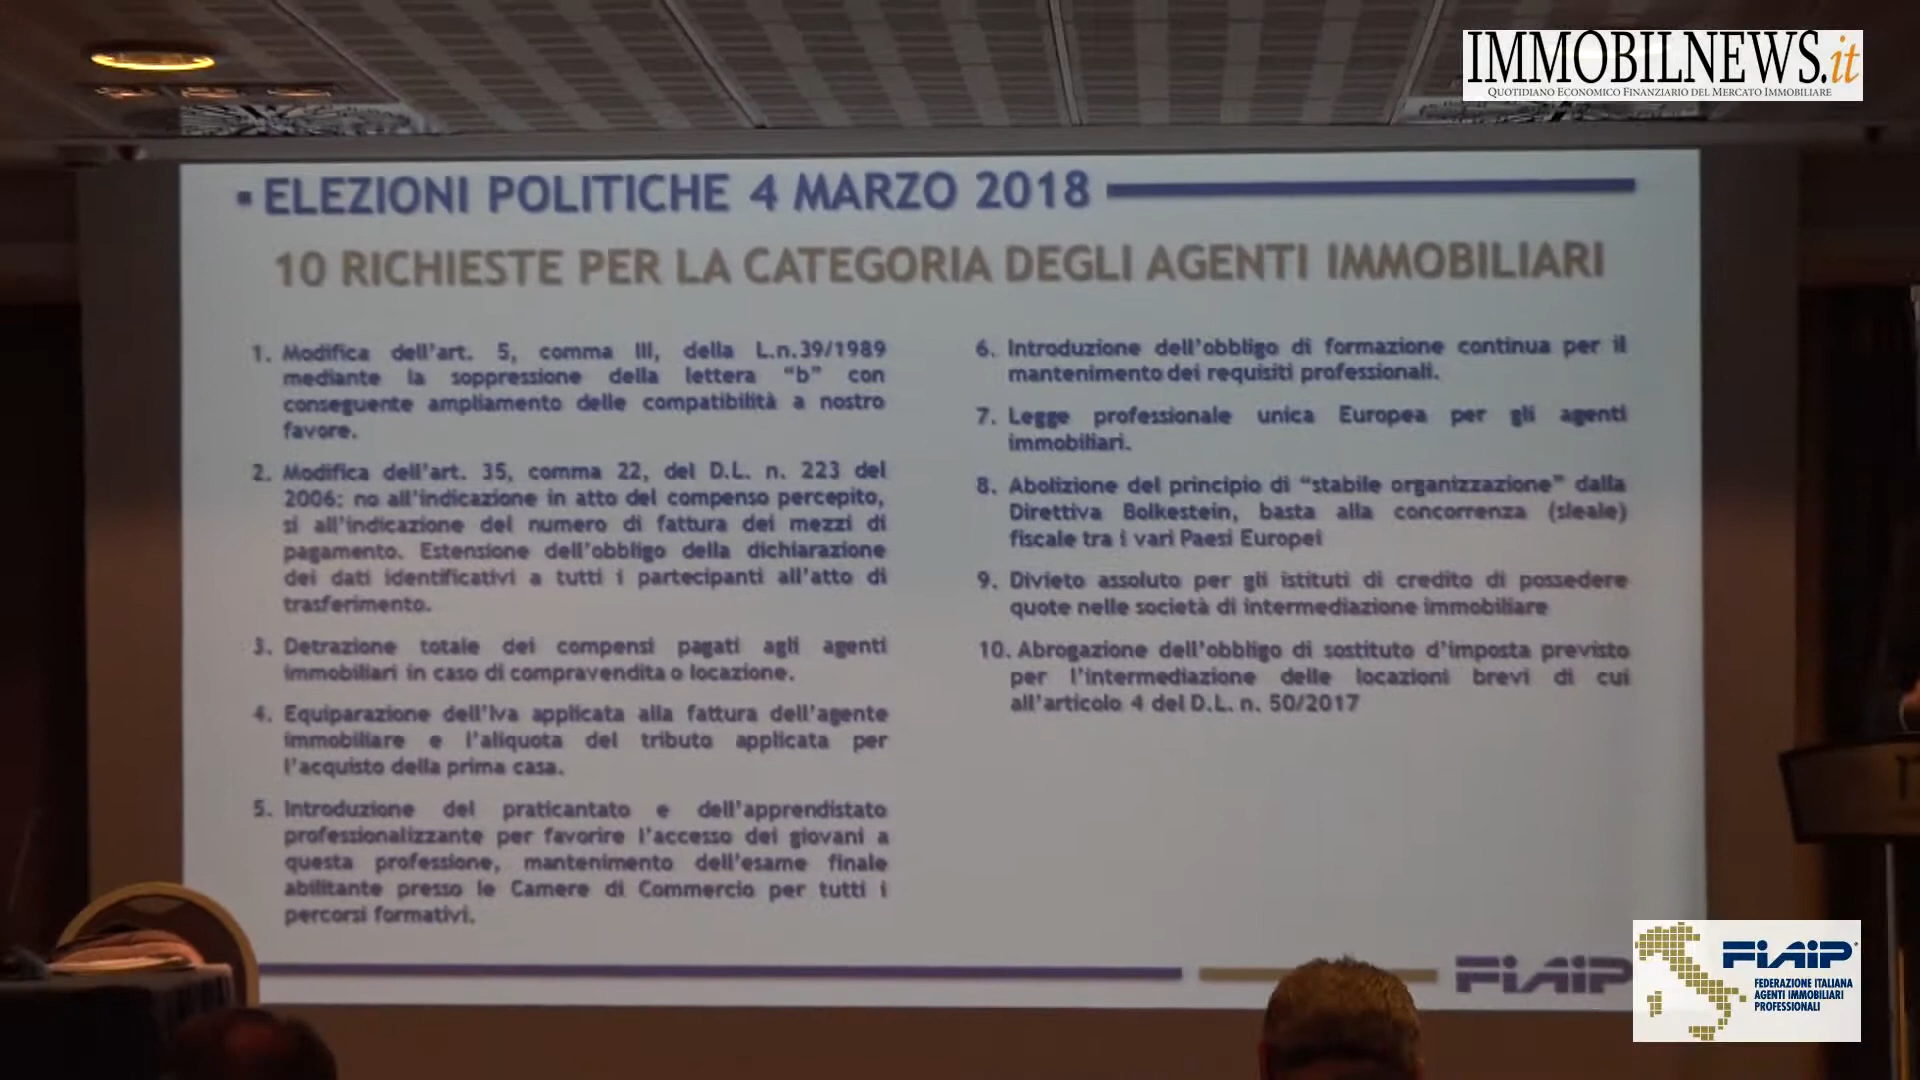 IMMOBILNEWS.it
QUOTIDIANO ECONOMICO FINANZIARIO DEL MERCATO IMMOBILIARE
▪ ELEZIONI POLITICHE 4 MARZO 2018
10 RICHIESTE PER LA CATEGORIA DEGLI AGENTI IMMOBILIARI
1. Modifica dell'art. 5, comma III, della L.n.39/1989
mediante la soppressione della lettera "b" con
conseguente ampliamento delle compatibilità a nostro
favore.
2. Modifica dell'art. 35, comma 22, del D.L. n. 223 del
2006: no all'indicazione in atto del compenso percepito,
si all'indicazione del numero di fattura dei mezzi di
pagamento. Estensione dell'obbligo della dichiarazione
dei dati identificativi a tutti i partecipanti all'atto di
trasferimento.
3. Detrazione totale dei compensi pagati agli agenti
immobiliari in caso di compravendita o locazione.
4. Equiparazione dell'Iva applicata alla fattura dell'agente
immobiliare e l'aliquota del tributo applicata per
l'acquisto della prima casa.
5. Introduzione del praticantato e dell'apprendistato
professionalizzante per favorire l'accesso dei giovani a
questa professione, mantenimento dell'esame finale
abilitante presso le Camere di Commercio per tutti i
percorsi formativi.
6. Introduzione dell'obbligo di formazione continua per il
mantenimento dei requisiti professionali.
7. Legge professionale unica Europea per gli agenti
immobiliari.
8. Abolizione del principio di "stabile organizzazione" dalla
Direttiva Bolkestein, basta alla concorrenza (sleale)
fiscale tra i vari Paesi Europei
9. Divieto assoluto per gli istituti di credito di possedere
quote nelle società di intermediazione immobiliare
10. Abrogazione dell'obbligo di sostituto d'imposta previsto
per l'intermediazione delle locazioni brevi di cui
all'articolo 4 del D.L. n. 50/2017
FIAIP
FIAIP
FEDERAZIONE ITALIANA
AGENTI IMMOBILIARI
PROFESSIONALI